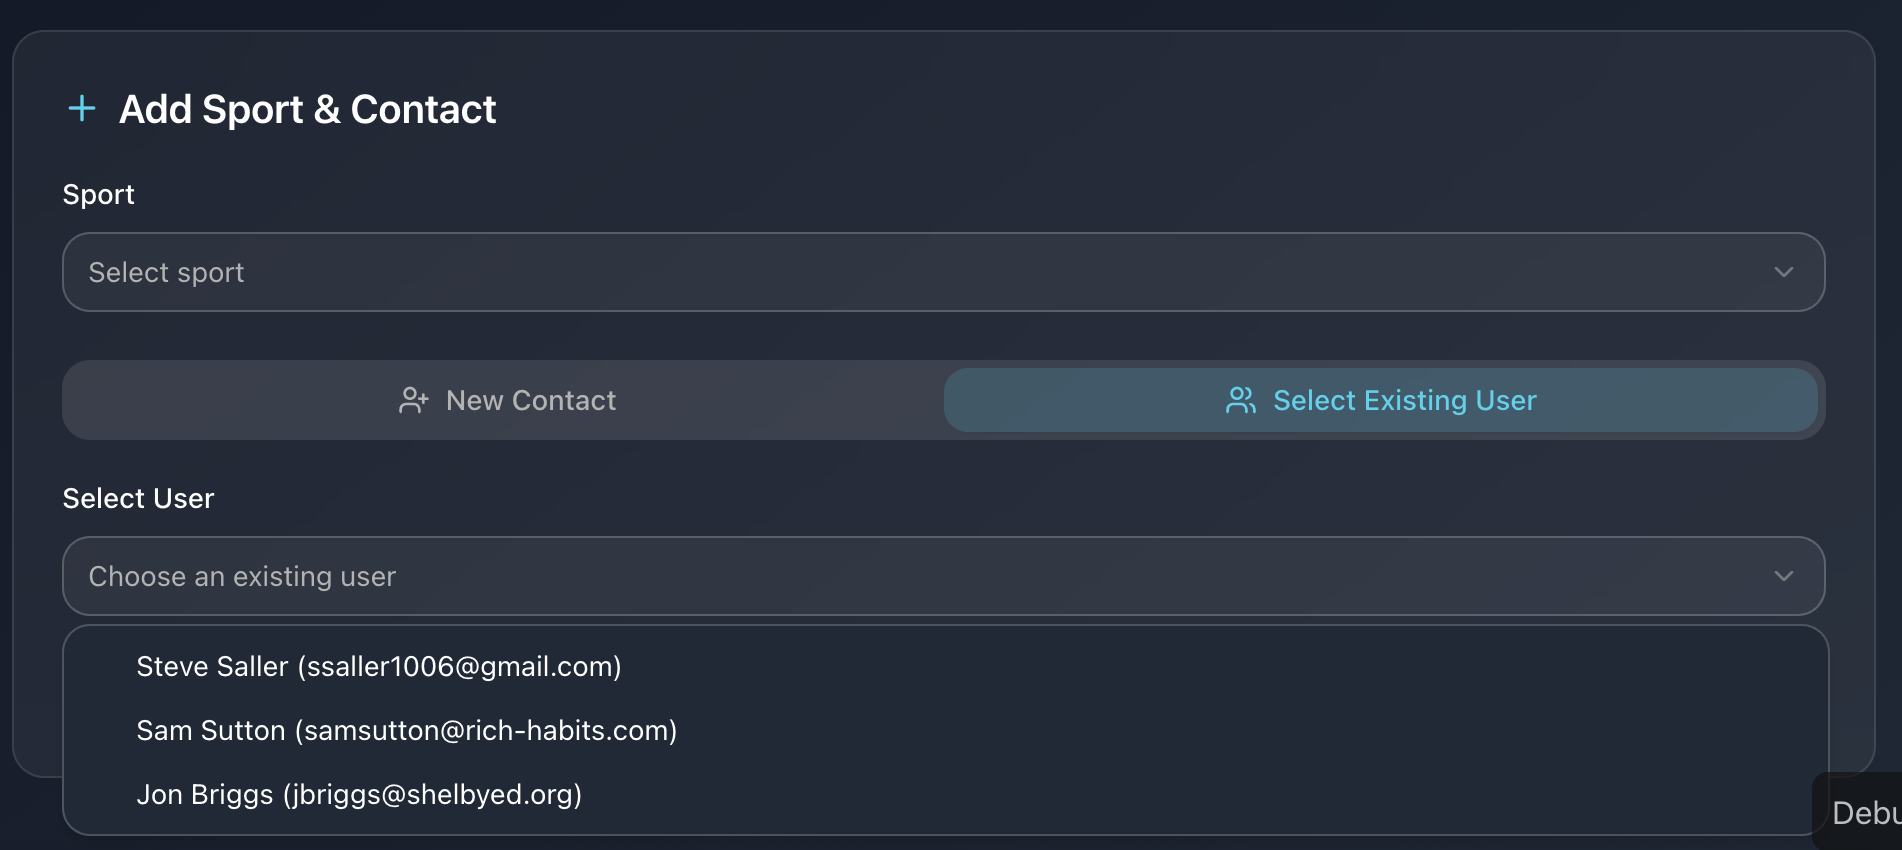 Add Sport & Contact
Sport
Select sport
New Contact
Select Existing User
Select User
Choose an existing user
Steve Saller (ssaller1006@gmail.com)
Sam Sutton (samsutton@rich-habits.com)
Jon Briggs (jbriggs@shelbyed.org)